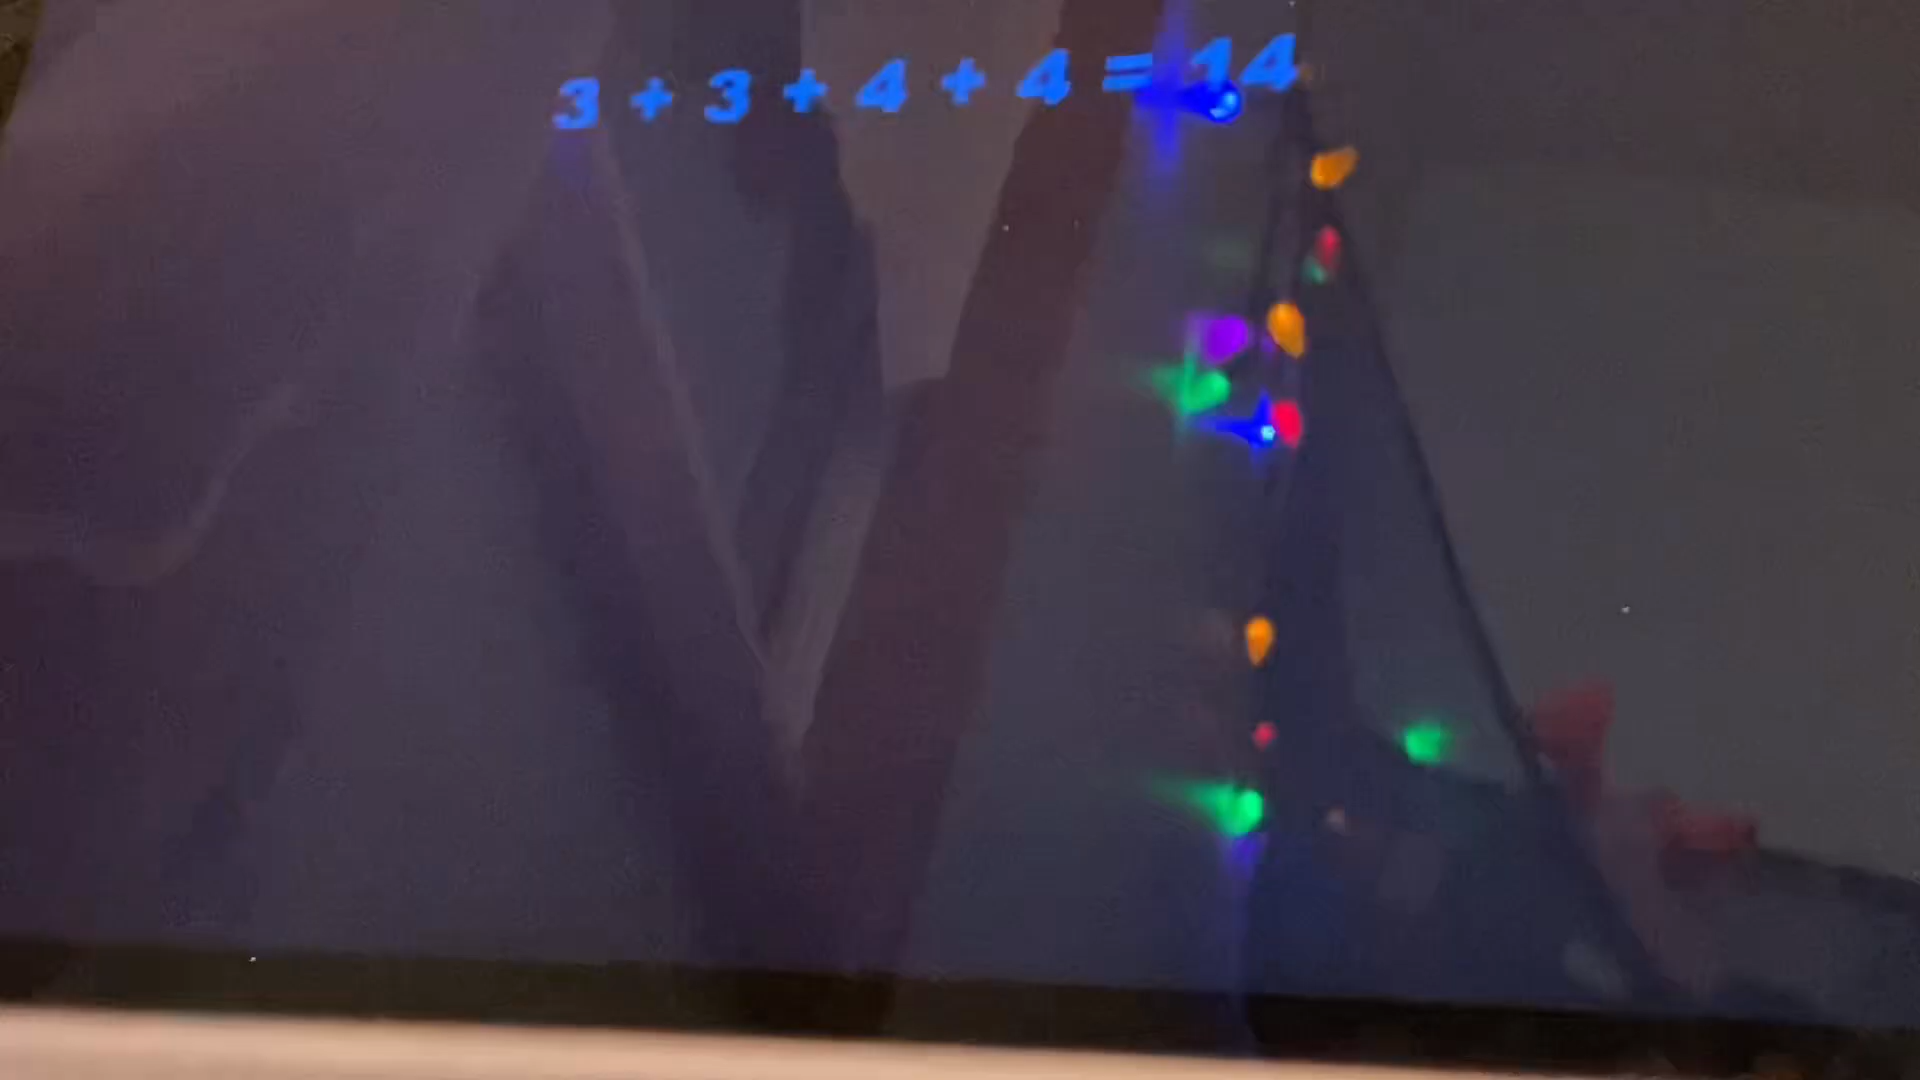 3 + 3 + 4 + 4 = 14